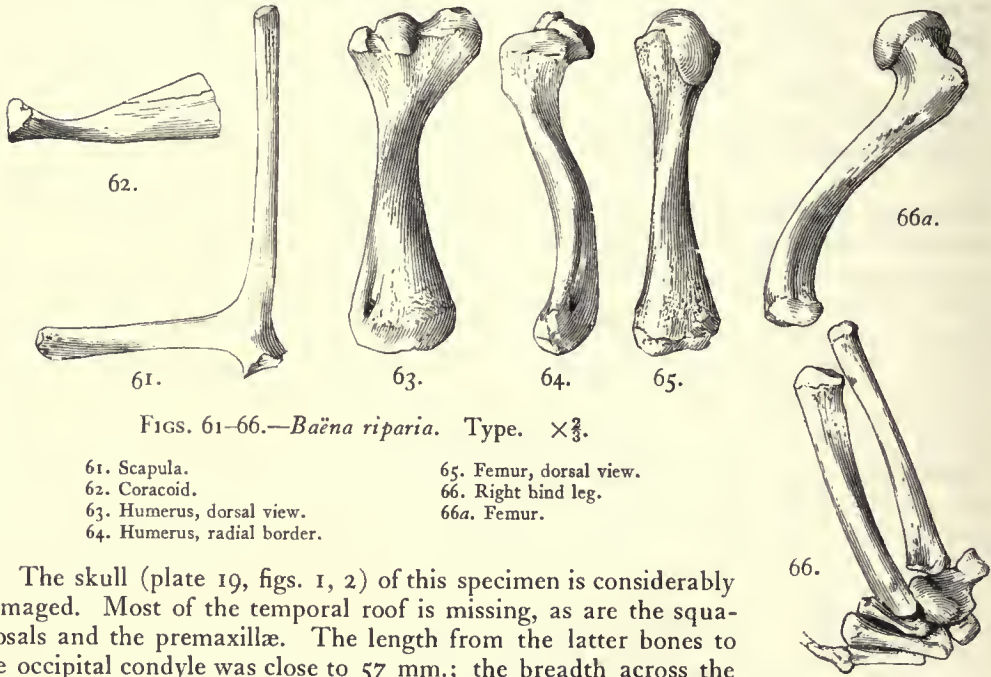 62.
66a.
61.
63.
64.
65.
FIGS. 61–66.—Baëna riparia. Type. ×⅔.
61. Scapula.
62. Coracoid.
63. Humerus, dorsal view.
64. Humerus, radial border.
65. Femur, dorsal view.
66. Right hind leg.
66a. Femur.
66.
The skull (plate 19, figs. 1, 2) of this specimen is considerably
maged. Most of the temporal roof is missing, as are the squa-
osals and the premaxillæ. The length from the latter bones to
e occipital condyle was close to 57 mm.; the breadth across the